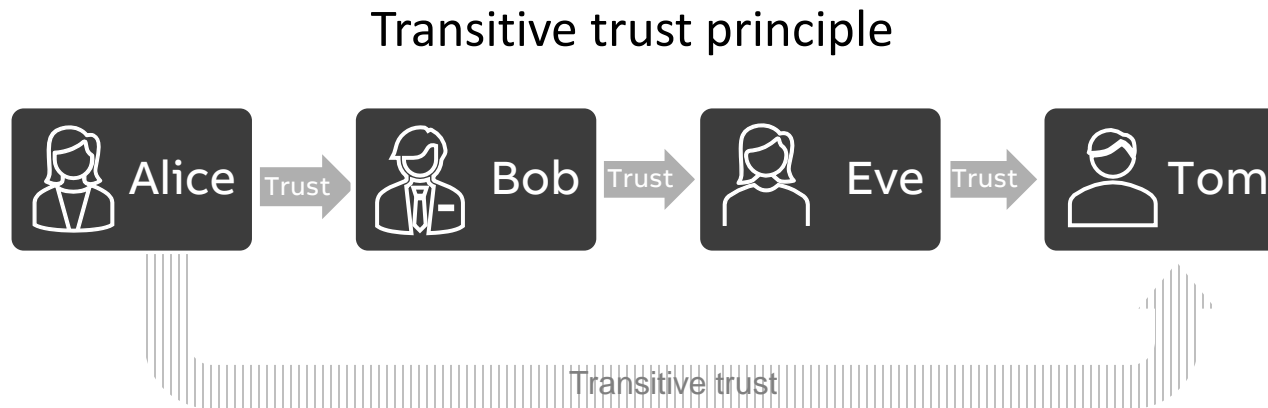 Transitive trust principle
Alice
Trust
Bob
Trust
Eve
Trust
Tom
Transitive trust